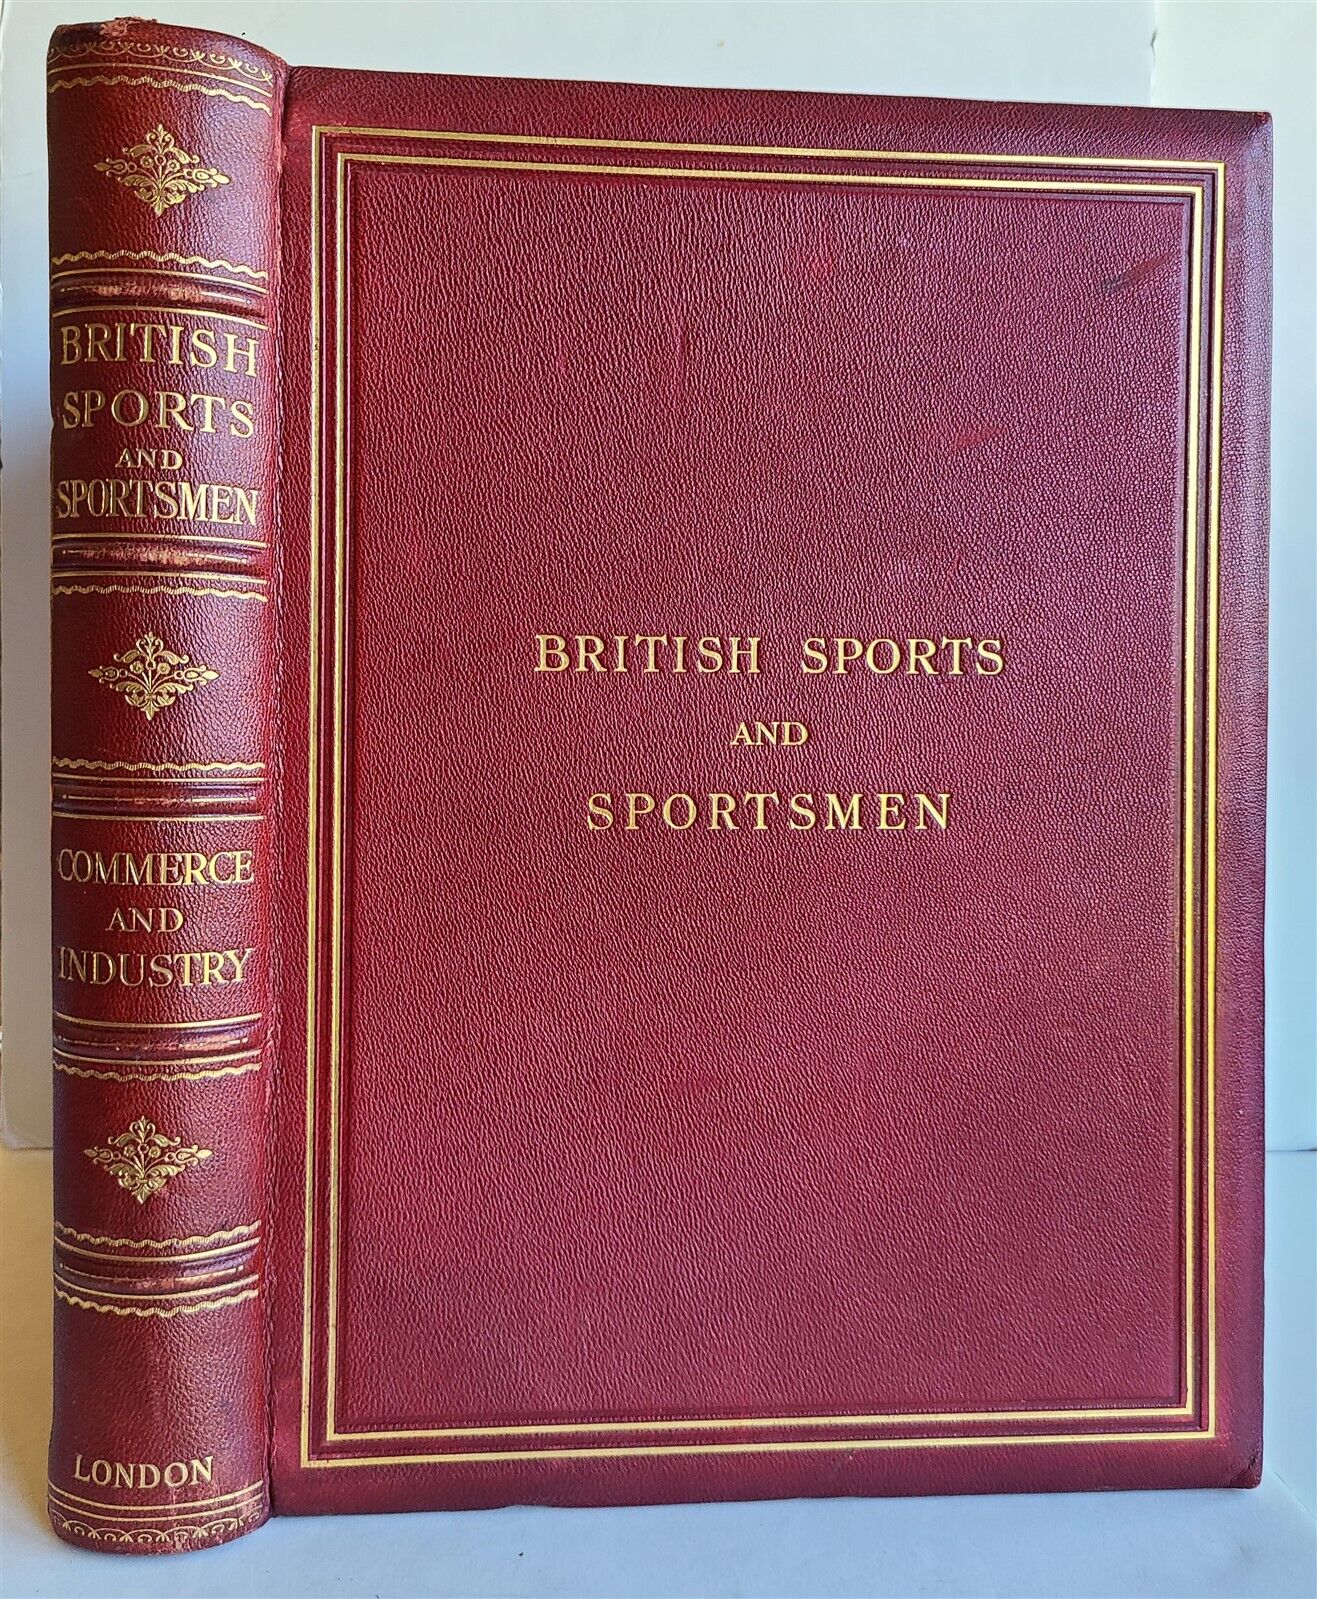 BRITISH
SPORTS
AND
SPORTSMEN
COMMERCE
AND
INDUSTRY
LONDON
BRITISH SPORTS
AND
SPORTSMEN